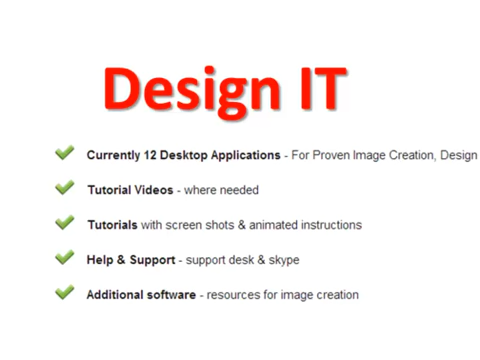 Design IT
Currently 12 Desktop Applications - For Proven Image Creation, Design
Tutorial Videos - where needed
Tutorials with screen shots & animated instructions
Help & Support - support desk & skype
Additional software - resources for image creation